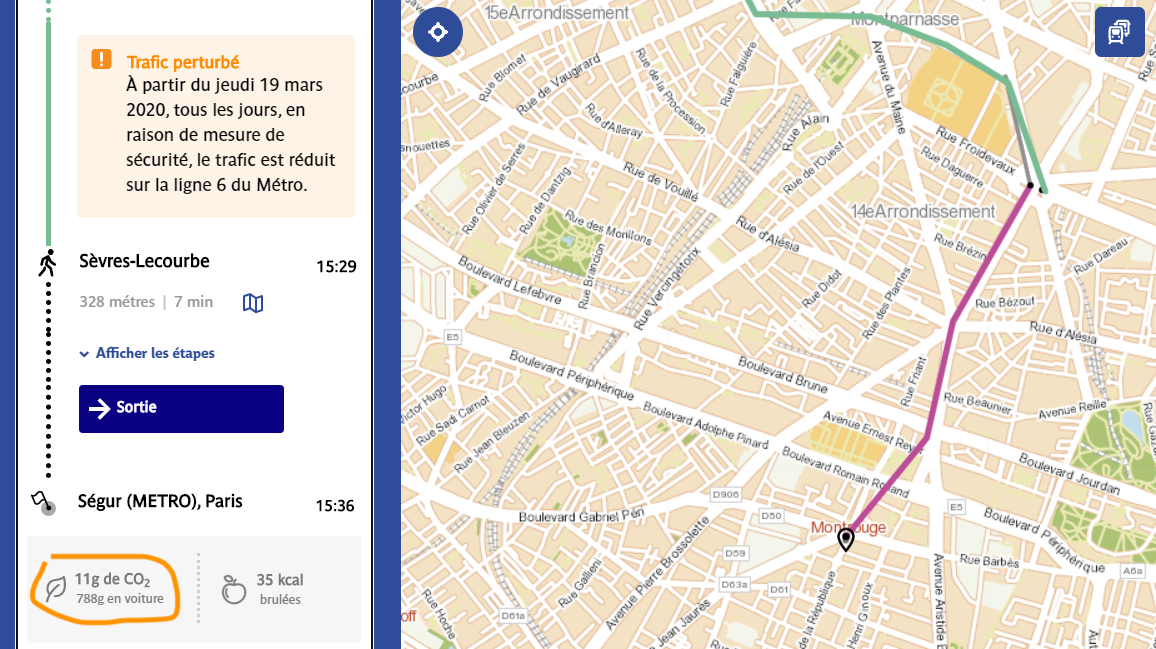 Trafic perturbé
À partir du jeudi 19 mars
2020, tous les jours, en
raison de mesure de
sécurité, le trafic est réduit
sur la ligne 6 du Métro.
Sèvres-Lecourbe
15:29
328 métres | 7 min
Afficher les étapes
Sortie
Ségur (METRO), Paris
15:36
11g de CO2
788g en voiture
35 kcal
brulées
15eArrondissement
Montparnasse
courbe
Rue Blomet
Rue de Vaugirard
Rue de la Procession
Rue Falguière
Avenue du Maine
Rue d'Alleray
Rue Alain
Rue Froidevaux
Rue Daguerre
Rue de l'Ouest
Rue Olivier de Serres
Rue de Dantzig
Rue de Vouillé
14eArrondissement
Rue des Morillons
Rue d'Alésia
Rue Brézin
Rue Dareau
Rue Brancion
Rue Vercingétorix
Boulevard Lefebvre
Rue Didot
Rue des Plantes
Rue Bézout
Rue d'Alésia
E5
Boulevard Périphérique
Boulevard Brune
Rue Friant
Rue Beaunier
Avenue Reille
Victor Hugo
Rue Sadi Carnot
Rue Jean Bleuzen
Boulevard Adolphe Pinard
Avenue Ernest Rey
Boulevard Romain Rolland
Boulevard Jourdan
Rue Gaz
D906
E5
D50
Boulevard Gabriel Péri
Montrouge
Boulevard Périphérique
D59
Rue Barbès
A6a
Rue Gallieni
Avenue Pierre Brossolette
D63a
D61
D61a
Rue Hoche
off
Jean Jaurès
de la République
Henri Ginoux
Avenue Aristide B
Aut